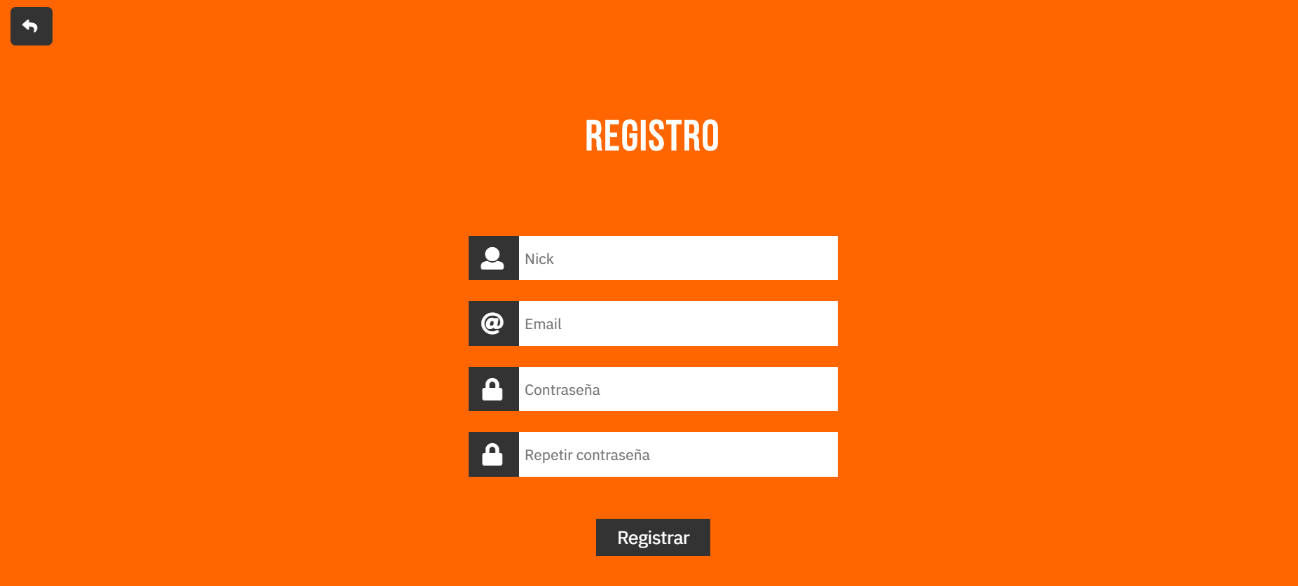 REGISTRO
Nick
Email
Contraseña
Repetir contraseña
Registrar